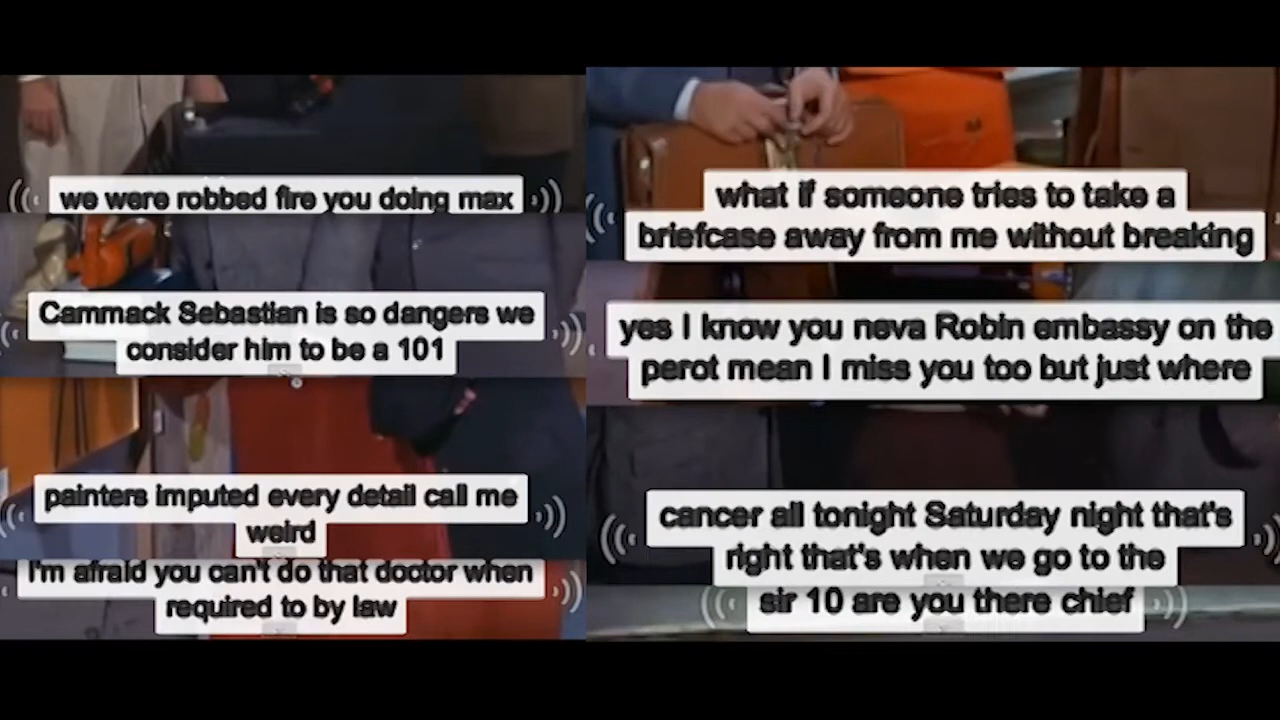 we were robbed fire you doing max
Cammack Sebastian is so dangers we
consider him to be a 101
painters imputed every detail call me
weird
I'm afraid you can't do that doctor when
required to by law
what if someone tries to take a
briefcase away from me without breaking
yes I know you neva Robin embassy on the
perot mean I miss you too but just where
cancer all tonight Saturday night that's
right that's when we go to the
sir 10 are you there chief